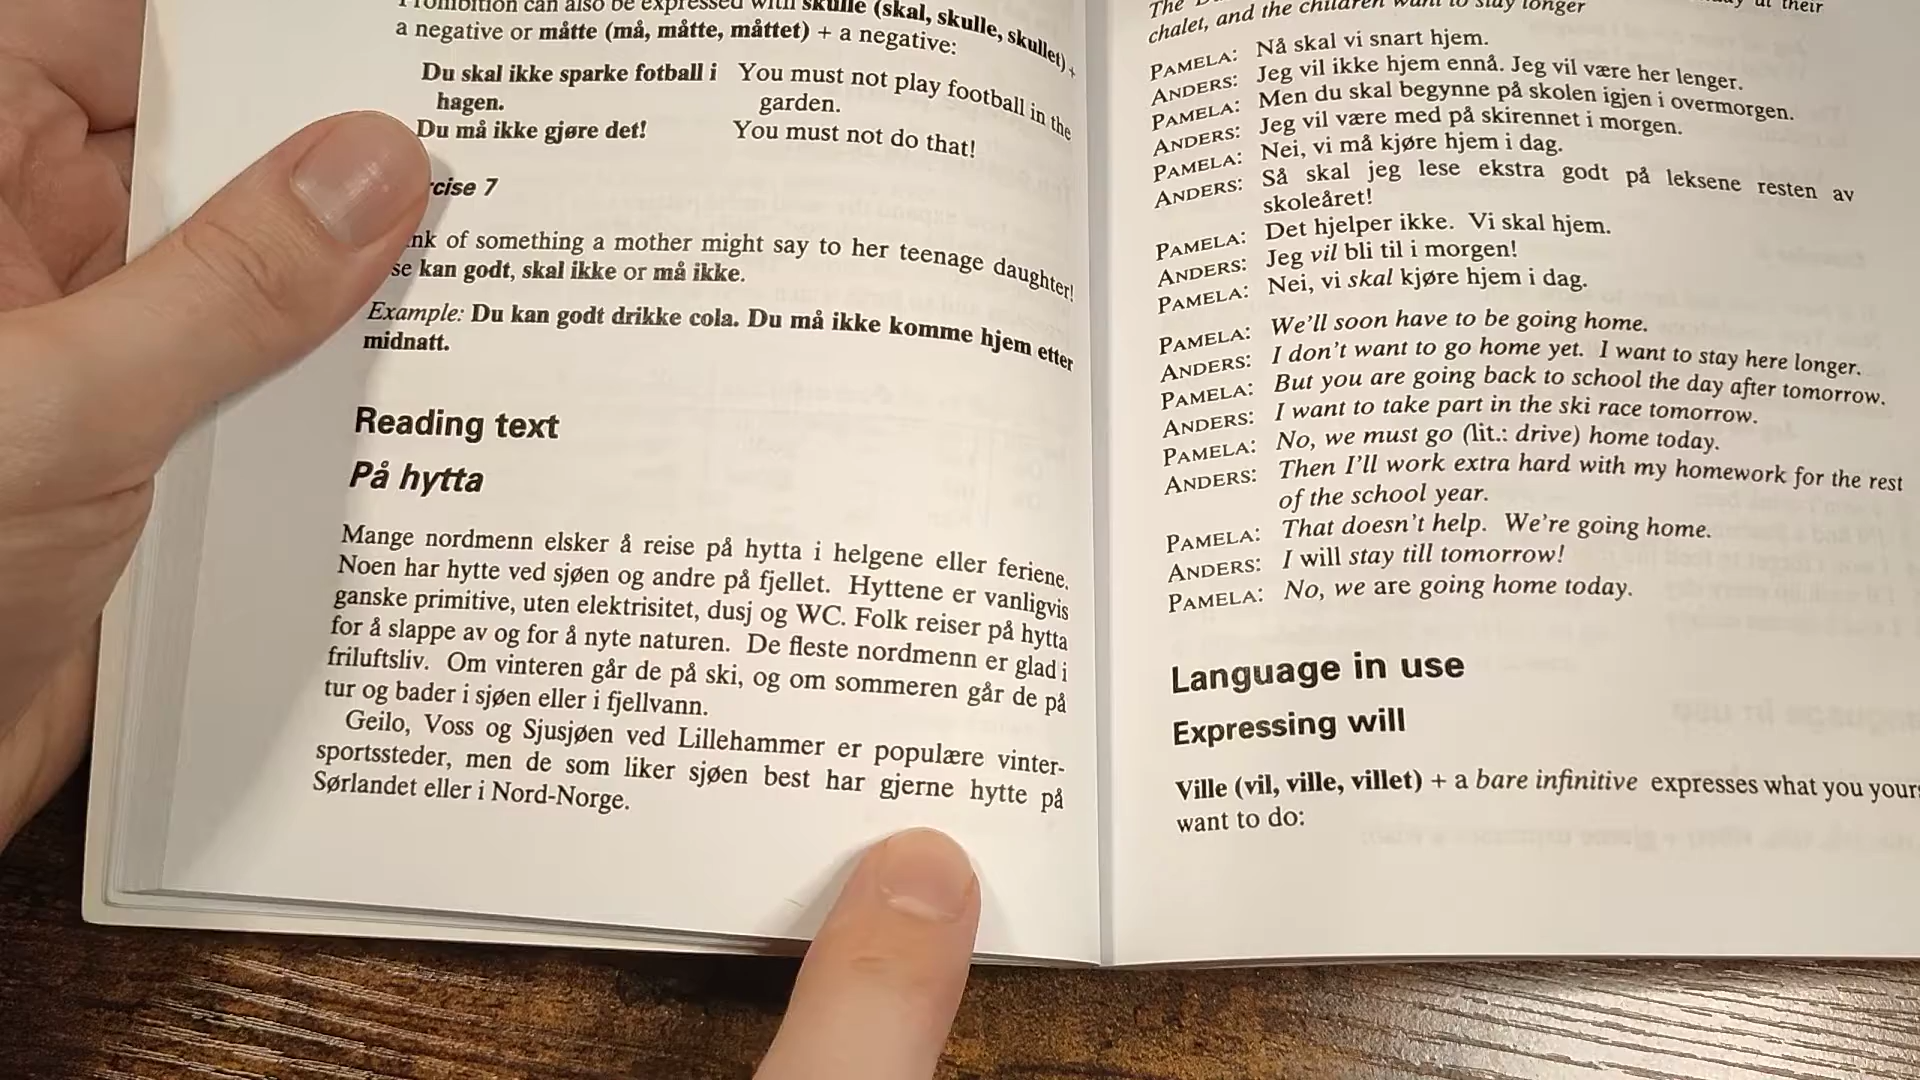 Prohibition can also be expressed with skulle (skal, skulle, skullet) +
a negative or måtte (må, måtte, måttet) + a negative:
Du skal ikke sparke fotball i You must not play football in the
hagen. garden.
Du må ikke gjøre det! You must not do that!
rcise 7
nk of something a mother might say to her teenage daughter!
se kan godt, skal ikke or må ikke.
Example: Du kan godt drikke cola. Du må ikke komme hjem etter
midnatt.
Reading text
På hytta
Mange nordmenn elsker å reise på hytta i helgene eller feriene.
Noen har hytte ved sjøen og andre på fjellet. Hyttene er vanligvis
ganske primitive, uten elektrisitet, dusj og WC. Folk reiser på hytta
for å slappe av og for å nyte naturen. De fleste nordmenn er glad i
friluftsliv. Om vinteren går de på ski, og om sommeren går de på
tur og bader i sjøen eller i fjellvann.
Geilo, Voss og Sjusjøen ved Lillehammer er populære vinter-
sportssteder, men de som liker sjøen best har gjerne hytte på
Sørlandet eller i Nord-Norge.
The at their
chalet, and the children want to stay longer
PAMELA: Nå skal vi snart hjem.
ANDERS: Jeg vil ikke hjem ennå. Jeg vil være her lenger.
PAMELA: Men du skal begynne på skolen igjen i overmorgen.
ANDERS: Jeg vil være med på skirennet i morgen.
PAMELA: Nei, vi må kjøre hjem i dag.
ANDERS: Så skal jeg lese ekstra godt på leksene resten av
skoleåret!
PAMELA: Det hjelper ikke. Vi skal hjem.
ANDERS: Jeg vil bli til i morgen!
PAMELA: Nei, vi skal kjøre hjem i dag.
PAMELA: We'll soon have to be going home.
ANDERS: I don't want to go home yet. I want to stay here longer.
PAMELA: But you are going back to school the day after tomorrow.
ANDERS: I want to take part in the ski race tomorrow.
PAMELA: No, we must go (lit.: drive) home today.
ANDERS: Then I'll work extra hard with my homework for the rest
of the school year.
PAMELA: That doesn't help. We're going home.
ANDERS: I will stay till tomorrow!
PAMELA: No, we are going home today.
Language in use
Expressing will
Ville (vil, ville, villet) + a bare infinitive expresses what you yours
want to do: